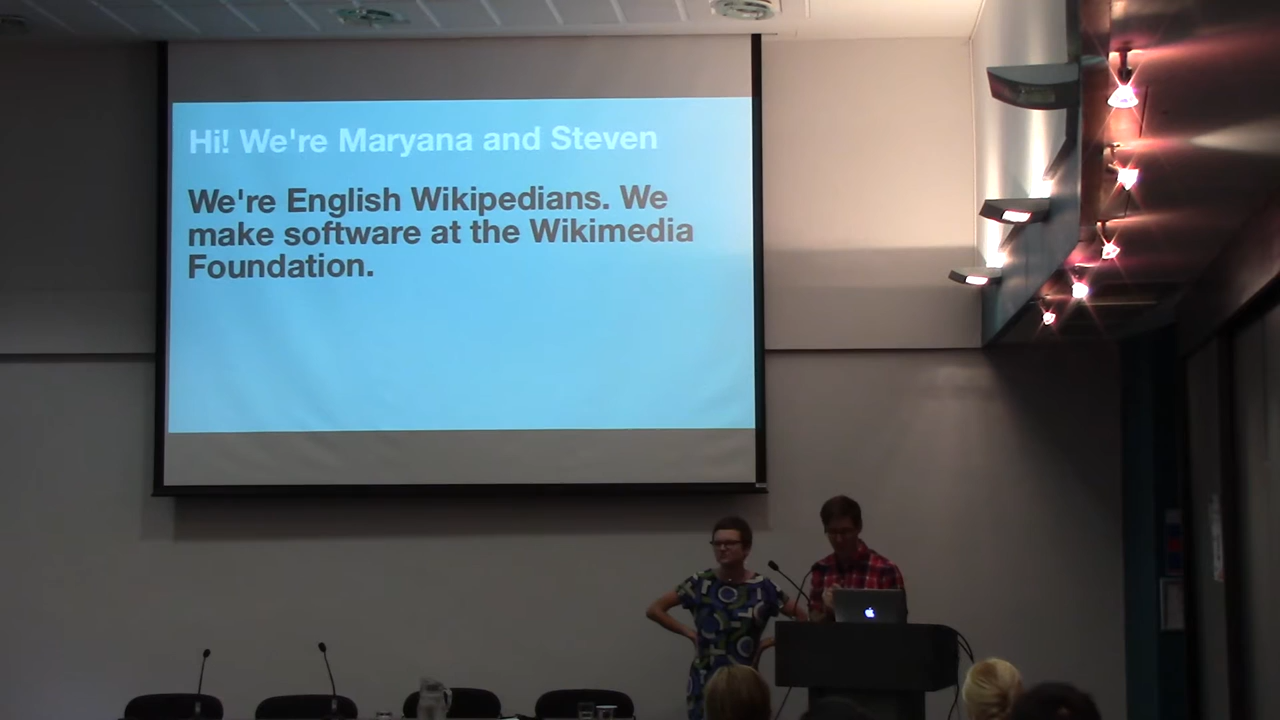 Hi! We're Maryana and Steven
We're English Wikipedians. We
make software at the Wikimedia
Foundation.